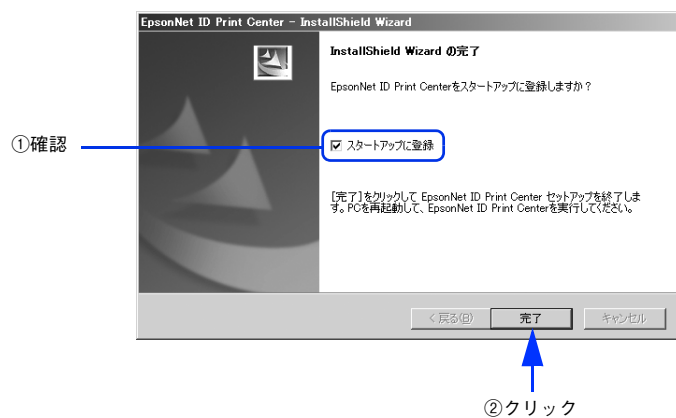 EpsonNet ID Print Center - InstallShield Wizard
InstallShield Wizard の完了
EpsonNet ID Print Centerをスタートアップに登録しますか？
①確認
スタートアップに登録
[完了]をクリックして EpsonNet ID Print Center セットアップを終了しま
す。PCを再起動して、EpsonNet ID Print Centerを実行してください。
< 戻る(B)
完了
キャンセル
②クリック